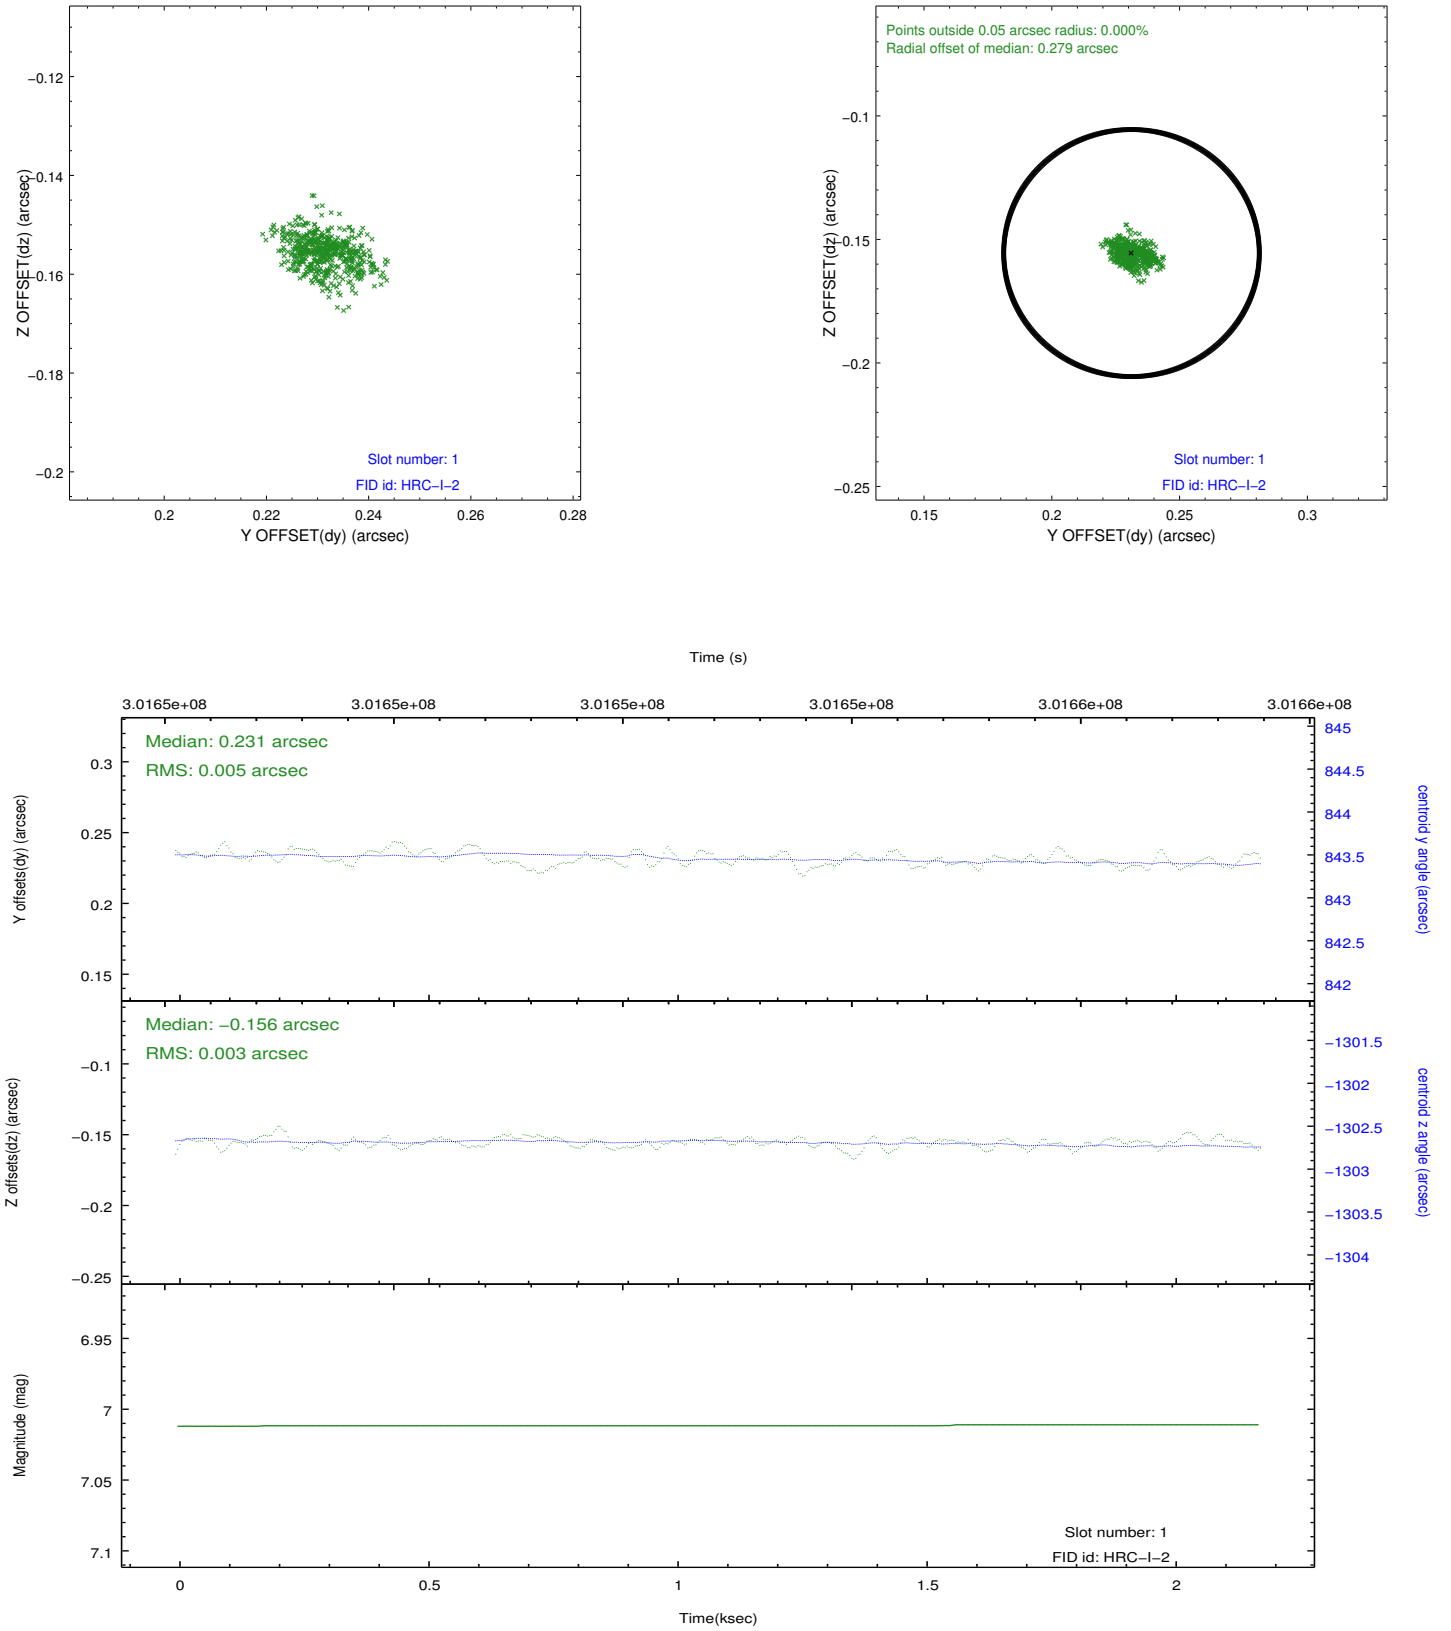 −0.12
−0.14
−0.16
−0.18
−0.2
Z OFFSET(dz) (arcsec)
0.2
0.22
0.24
0.26
0.28
Y OFFSET(dy) (arcsec)
Slot number: 1
FID id: HRC−I−2
Points outside 0.05 arcsec radius: 0.000%
Radial offset of median: 0.279 arcsec
−0.1
−0.15
−0.2
−0.25
Z OFFSET(dz) (arcsec)
0.15
0.2
0.25
0.3
Y OFFSET(dy) (arcsec)
Slot number: 1
FID id: HRC−I−2
Time (s)
3.0165e+08
3.0165e+08
3.0165e+08
3.0165e+08
3.0166e+08
3.0166e+08
Median: 0.231 arcsec
RMS: 0.005 arcsec
0.3
0.25
0.2
0.15
Y offsets(dy) (arcsec)
845
844.5
844
843.5
843
842.5
842
centroid y angle (arcsec)
Median: −0.156 arcsec
RMS: 0.003 arcsec
−0.1
−0.15
−0.2
−0.25
Z offsets(dz) (arcsec)
−1301.5
−1302
−1302.5
−1303
−1303.5
−1304
centroid z angle (arcsec)
6.95
7
7.05
7.1
Magnitude (mag)
Slot number: 1
FID id: HRC−I−2
0
0.5
1
1.5
2
Time(ksec)